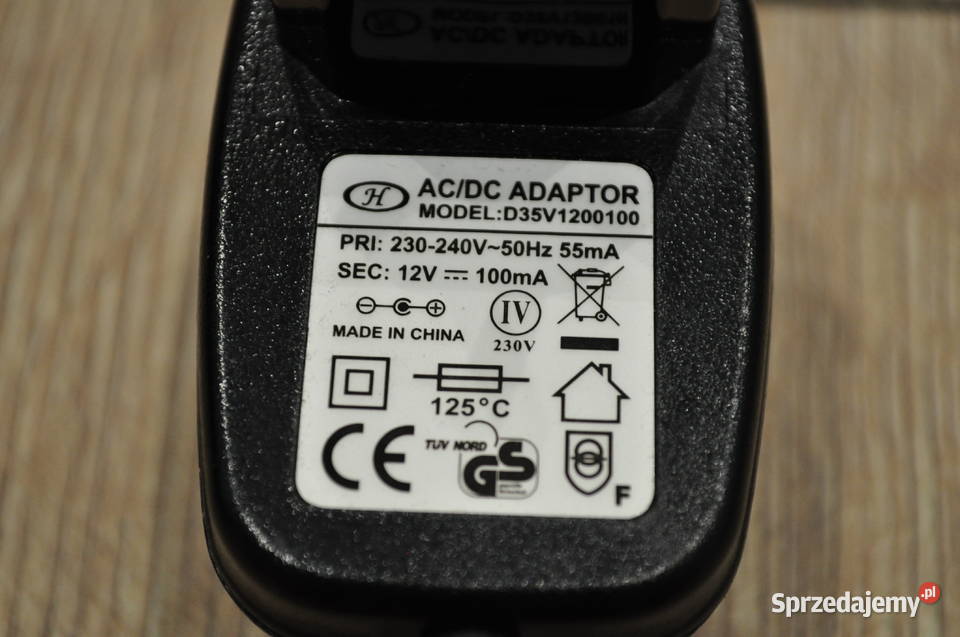 H AC/DC ADAPTOR
MODEL:D35V1200100
PRI: 230-240V~50Hz 55mA
SEC: 12V ⎓ 100mA
IV
230V
MADE IN CHINA
125°C
CE
TUV NORD
GS
F
Sprzedajemy.pl